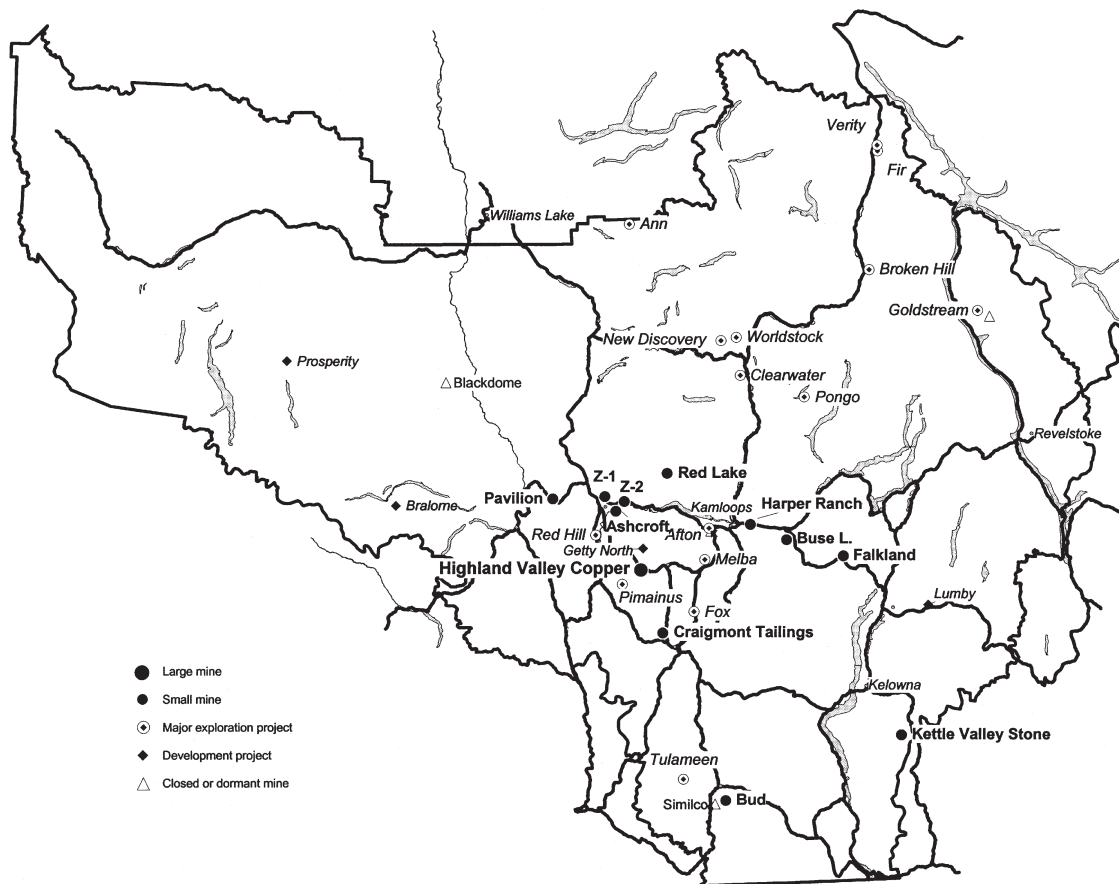 Verity
Fir
Williams Lake
Ann
Broken Hill
Goldstream
New Discovery
Worldstock
Prosperity
Clearwater
Blackdome
Pongo
Revelstoke
Red Lake
Z-1
Z-2
Pavilion
Harper Ranch
Kamloops
Bralorne
Ashcroft
Red Hill
Afton
Buse L.
Getty North
Falkland
Melba
Highland Valley Copper
Pimainus
Lumby
Fox
Craigmont Tailings
Large mine
Kelowna
Small mine
Major exploration project
Kettle Valley Stone
Development project
Tulameen
Closed or dormant mine
Similco
Bud